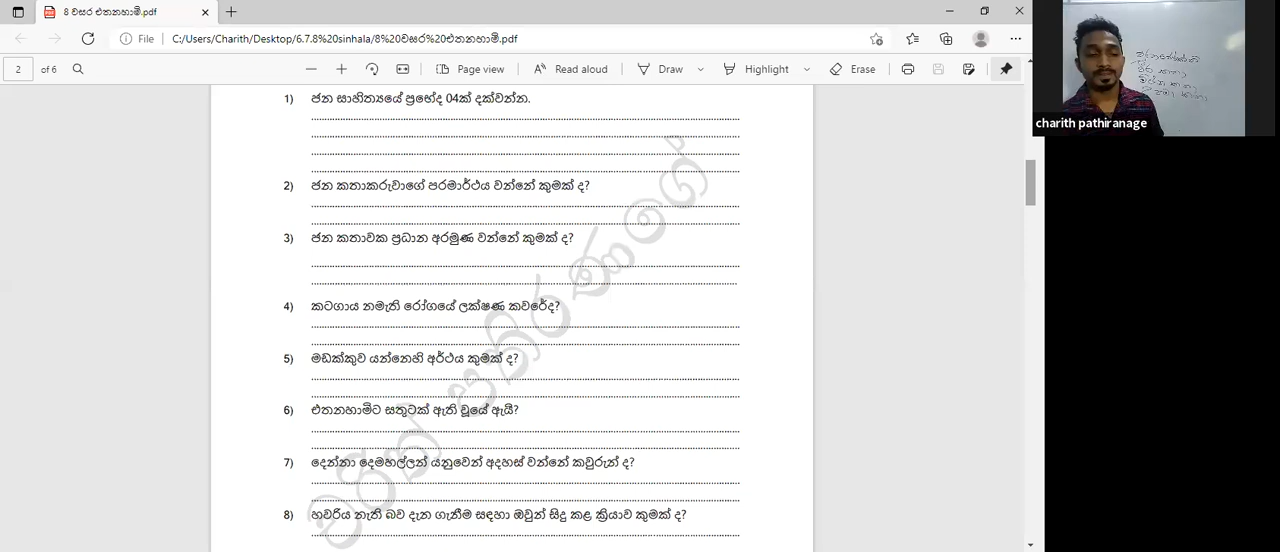 8 වසර එතනහාමි.pdf
File
C:/Users/Charith/Desktop/6.7.8%20sinhala/8%20වසර%20එතනහාමි.pdf
2 of 6
Page view
Read aloud
Draw
Highlight
Erase
charith pathiranage
1) ජන සාහිත්‍යයේ ප්‍රභේද 04ක් දක්වන්න.
2) ජන කතාකරුවාගේ පරමාර්ථය වන්නේ කුමක් ද?
3) ජන කතාවක ප්‍රධාන අරමුණ වන්නේ කුමක් ද?
4) කටගාය නමැති රෝගයේ ලක්ෂණ කවරේද?
5) මඩක්කුව යන්නෙහි අර්ථය කුමක් ද?
6) එතනහාමිට සතුටක් ඇති වූයේ ඇයි?
7) දෙන්නා දෙමහල්ලන් යනුවෙන් අදහස් වන්නේ කවුරුන් ද?
8) හවරිය නැති බව දැන ගැනීම සඳහා ඔවුන් සිදු කළ ක්‍රියාව කුමක් ද?
චරිත් පතිරණගේ